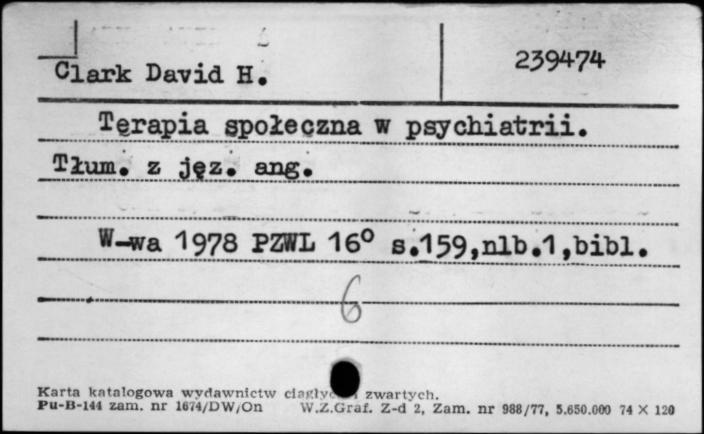 Clark David H.
239474
Terapia społeczna w psychiatrii.
Tłum. z jęz. ang.
W-wa 1978 PZWL 16° s.159,nlb.1,bibl.
6
Karta katalogowa wydawnictw zwartych.
Pu-B-144 zam. nr 1674/DW/On W.Z.Graf. Z-d 2, Zam. nr 988/77, 5.650.000 74 X 120